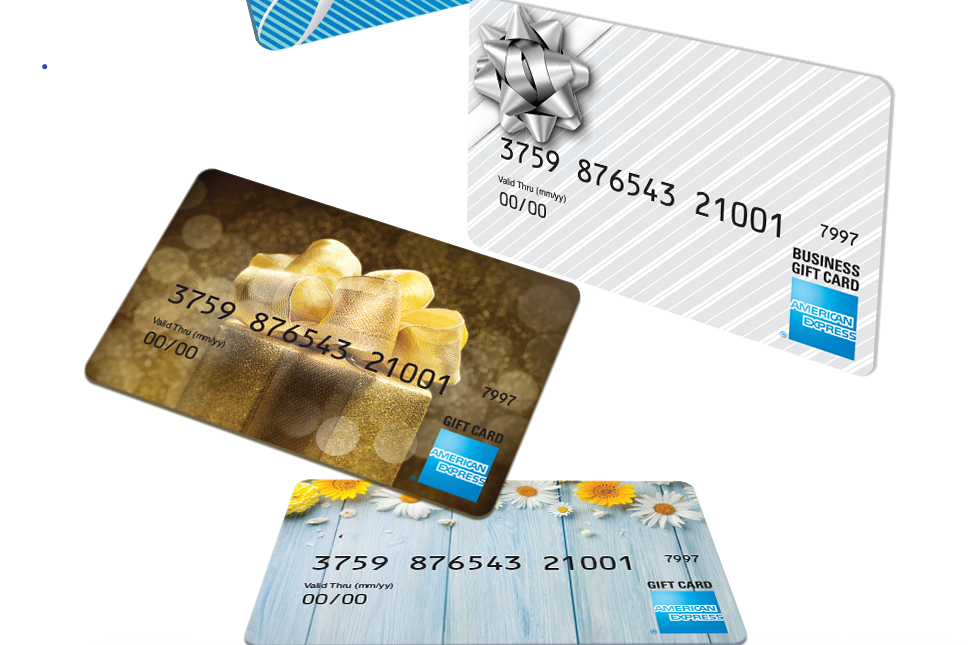 3759 876543 21001
Valid Thru (mm/yy)
00/00
7997
BUSINESS
GIFT CARD
AMERICAN
EXPRESS
®
3759 876543 21001
Valid Thru (mm/yy)
00/00
7997
GIFT CARD
AMERICAN
EXPRESS
®
3759 876543 21001
7997
Valid Thru (mm/yy)
00/00
GIFT CARD
AMERICAN
EXPRESS
®